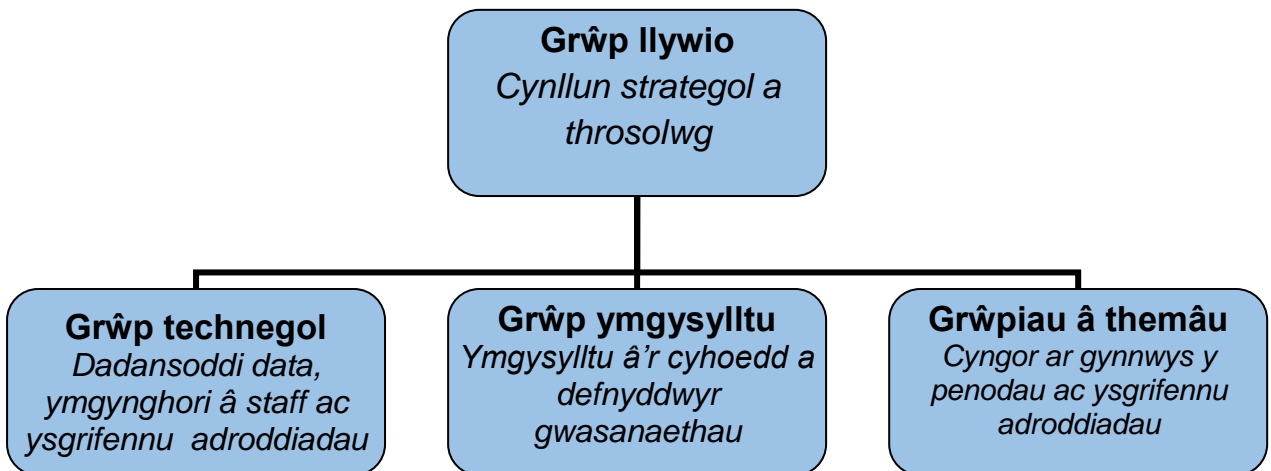 Grŵp llywio
Cynllun strategol a
throsolwg
Grŵp technegol
Dadansoddi data,
ymgynghori â staff ac
ysgrifennu adroddiadau
Grŵp ymgysylltu
Ymgysylltu â’r cyhoedd a
defnyddwyr
gwasanaethau
Grŵpiau â themâu
Cyngor ar gynnwys y
penodau ac ysgrifennu
adroddiadau